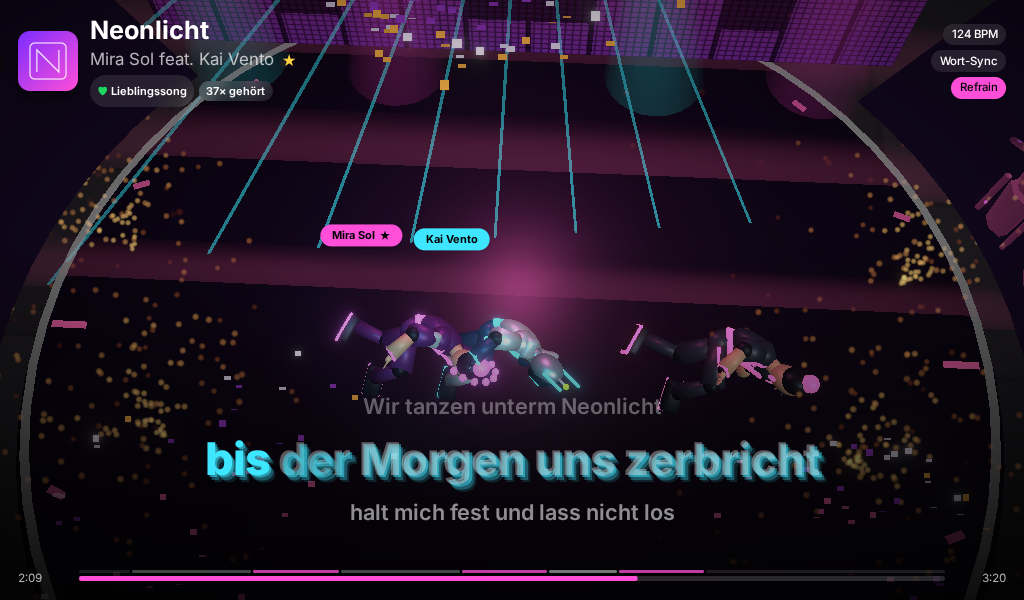 Neonlicht
Mira Sol feat. Kai Vento ★
Lieblingssong
37× gehört
124 BPM
Wort-Sync
Refrain
N
Mira Sol ★
Kai Vento
Wir tanzen unterm Neonlicht
bis der Morgen uns zerbricht
halt mich fest und lass nicht los
2:09
3:20